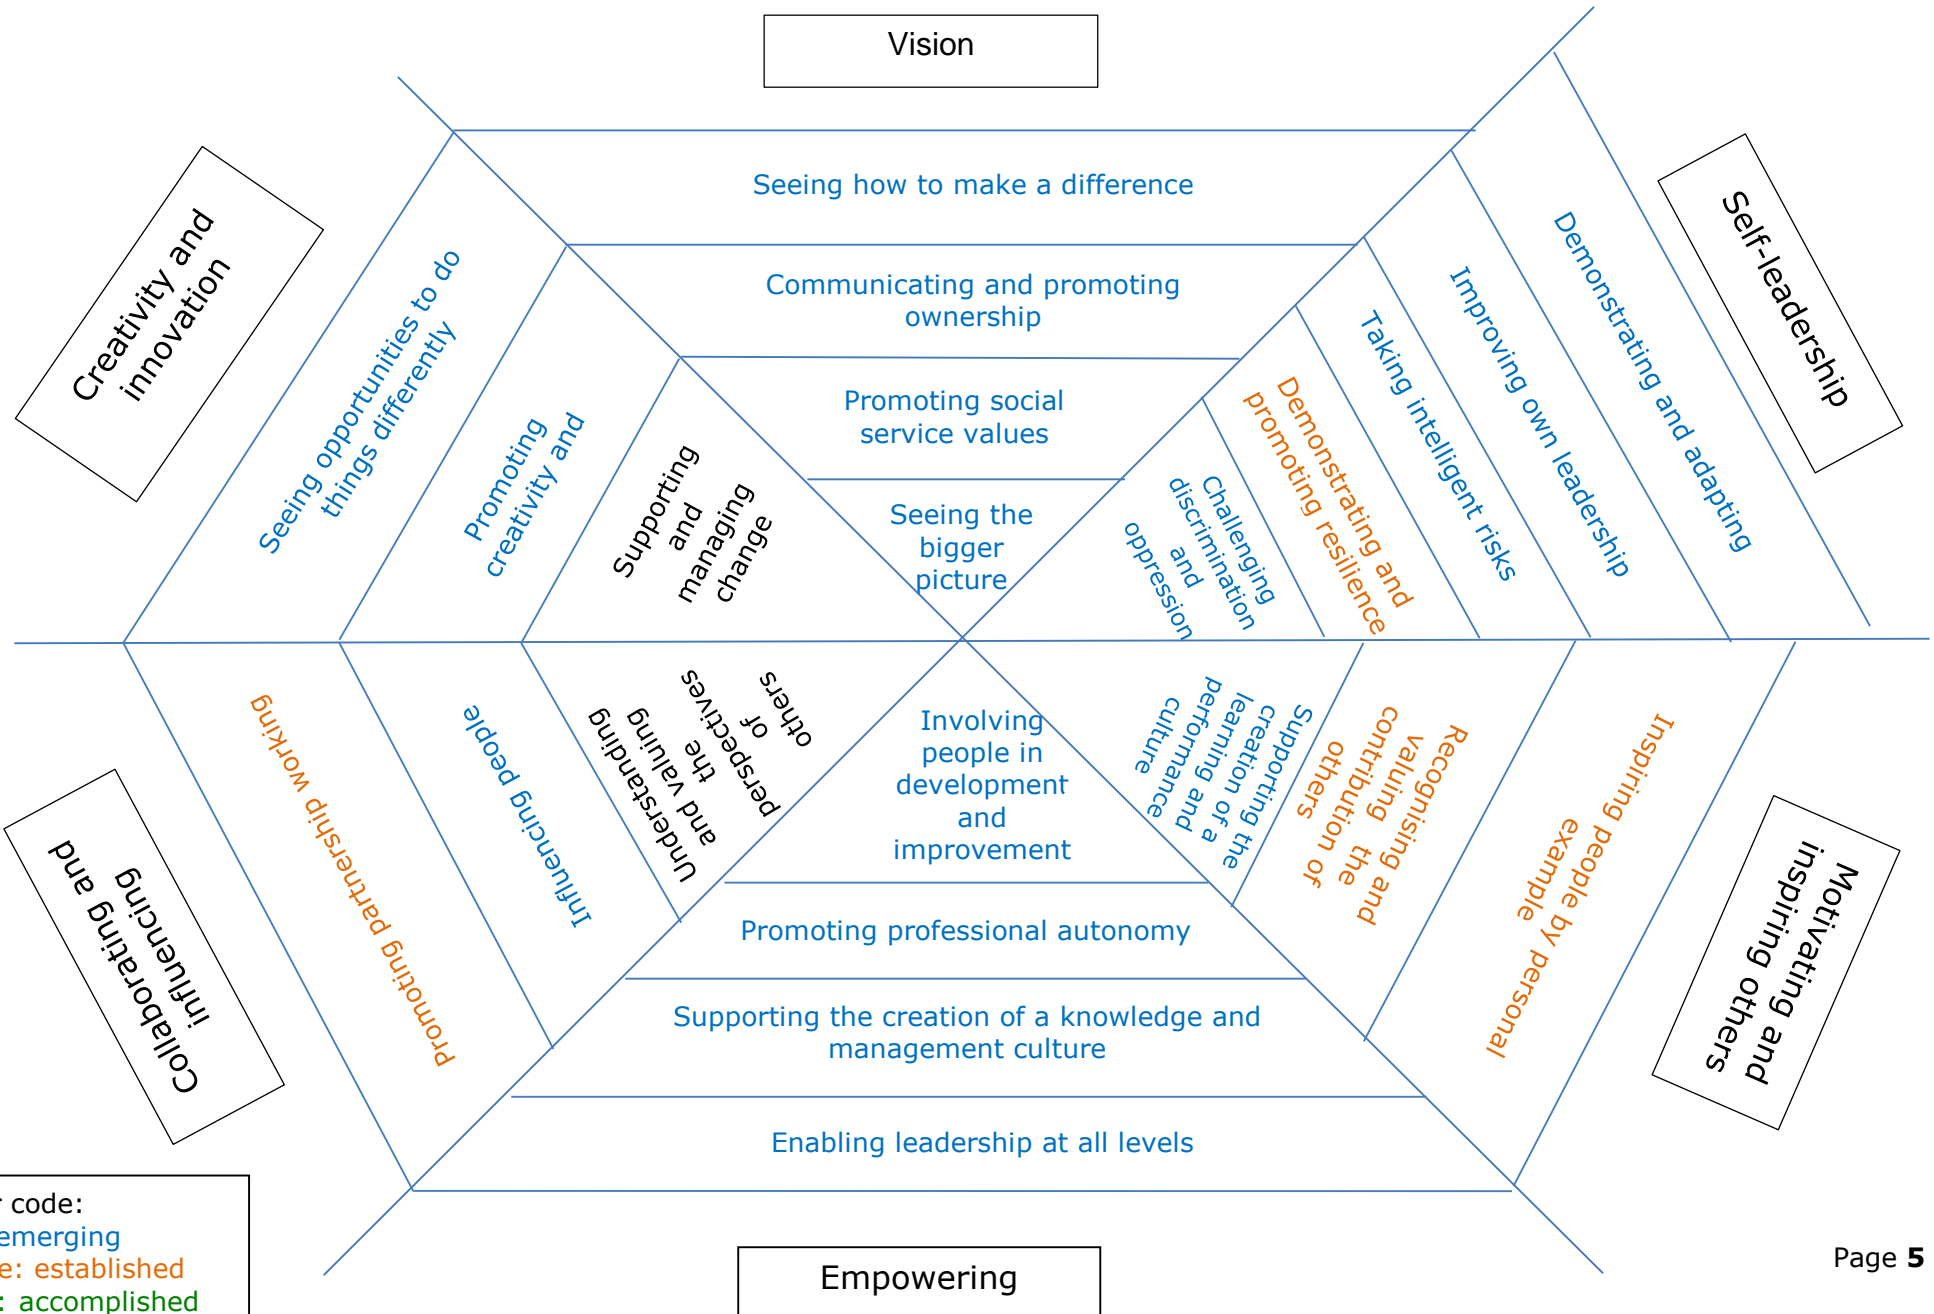 Vision
Seeing how to make a difference
Communicating and promoting
ownership
Promoting social
service values
Seeing the
bigger
picture
Self-leadership
Demonstrating and adapting
Improving own leadership
Taking intelligent risks
Demonstrating and
promoting resilience
Challenging
discrimination
and
oppression
Motivating and
inspiring others
Inspiring people by personal
example
Recognising and
valuing the
contribution of
others
Supporting the
creation of a
learning and
performance
culture
Involving
people in
development
and
improvement
Promoting professional autonomy
Supporting the creation of a knowledge and
management culture
Enabling leadership at all levels
Empowering
Collaborating and
influencing
Promoting partnership working
Influencing people
Understanding
and valuing
the
perspectives
of
others
Creativity and
innovation
Seeing opportunities to do
things differently
Promoting
creativity and
Supporting
and
managing
change
code:
emerging
: established
: accomplished
Page 5